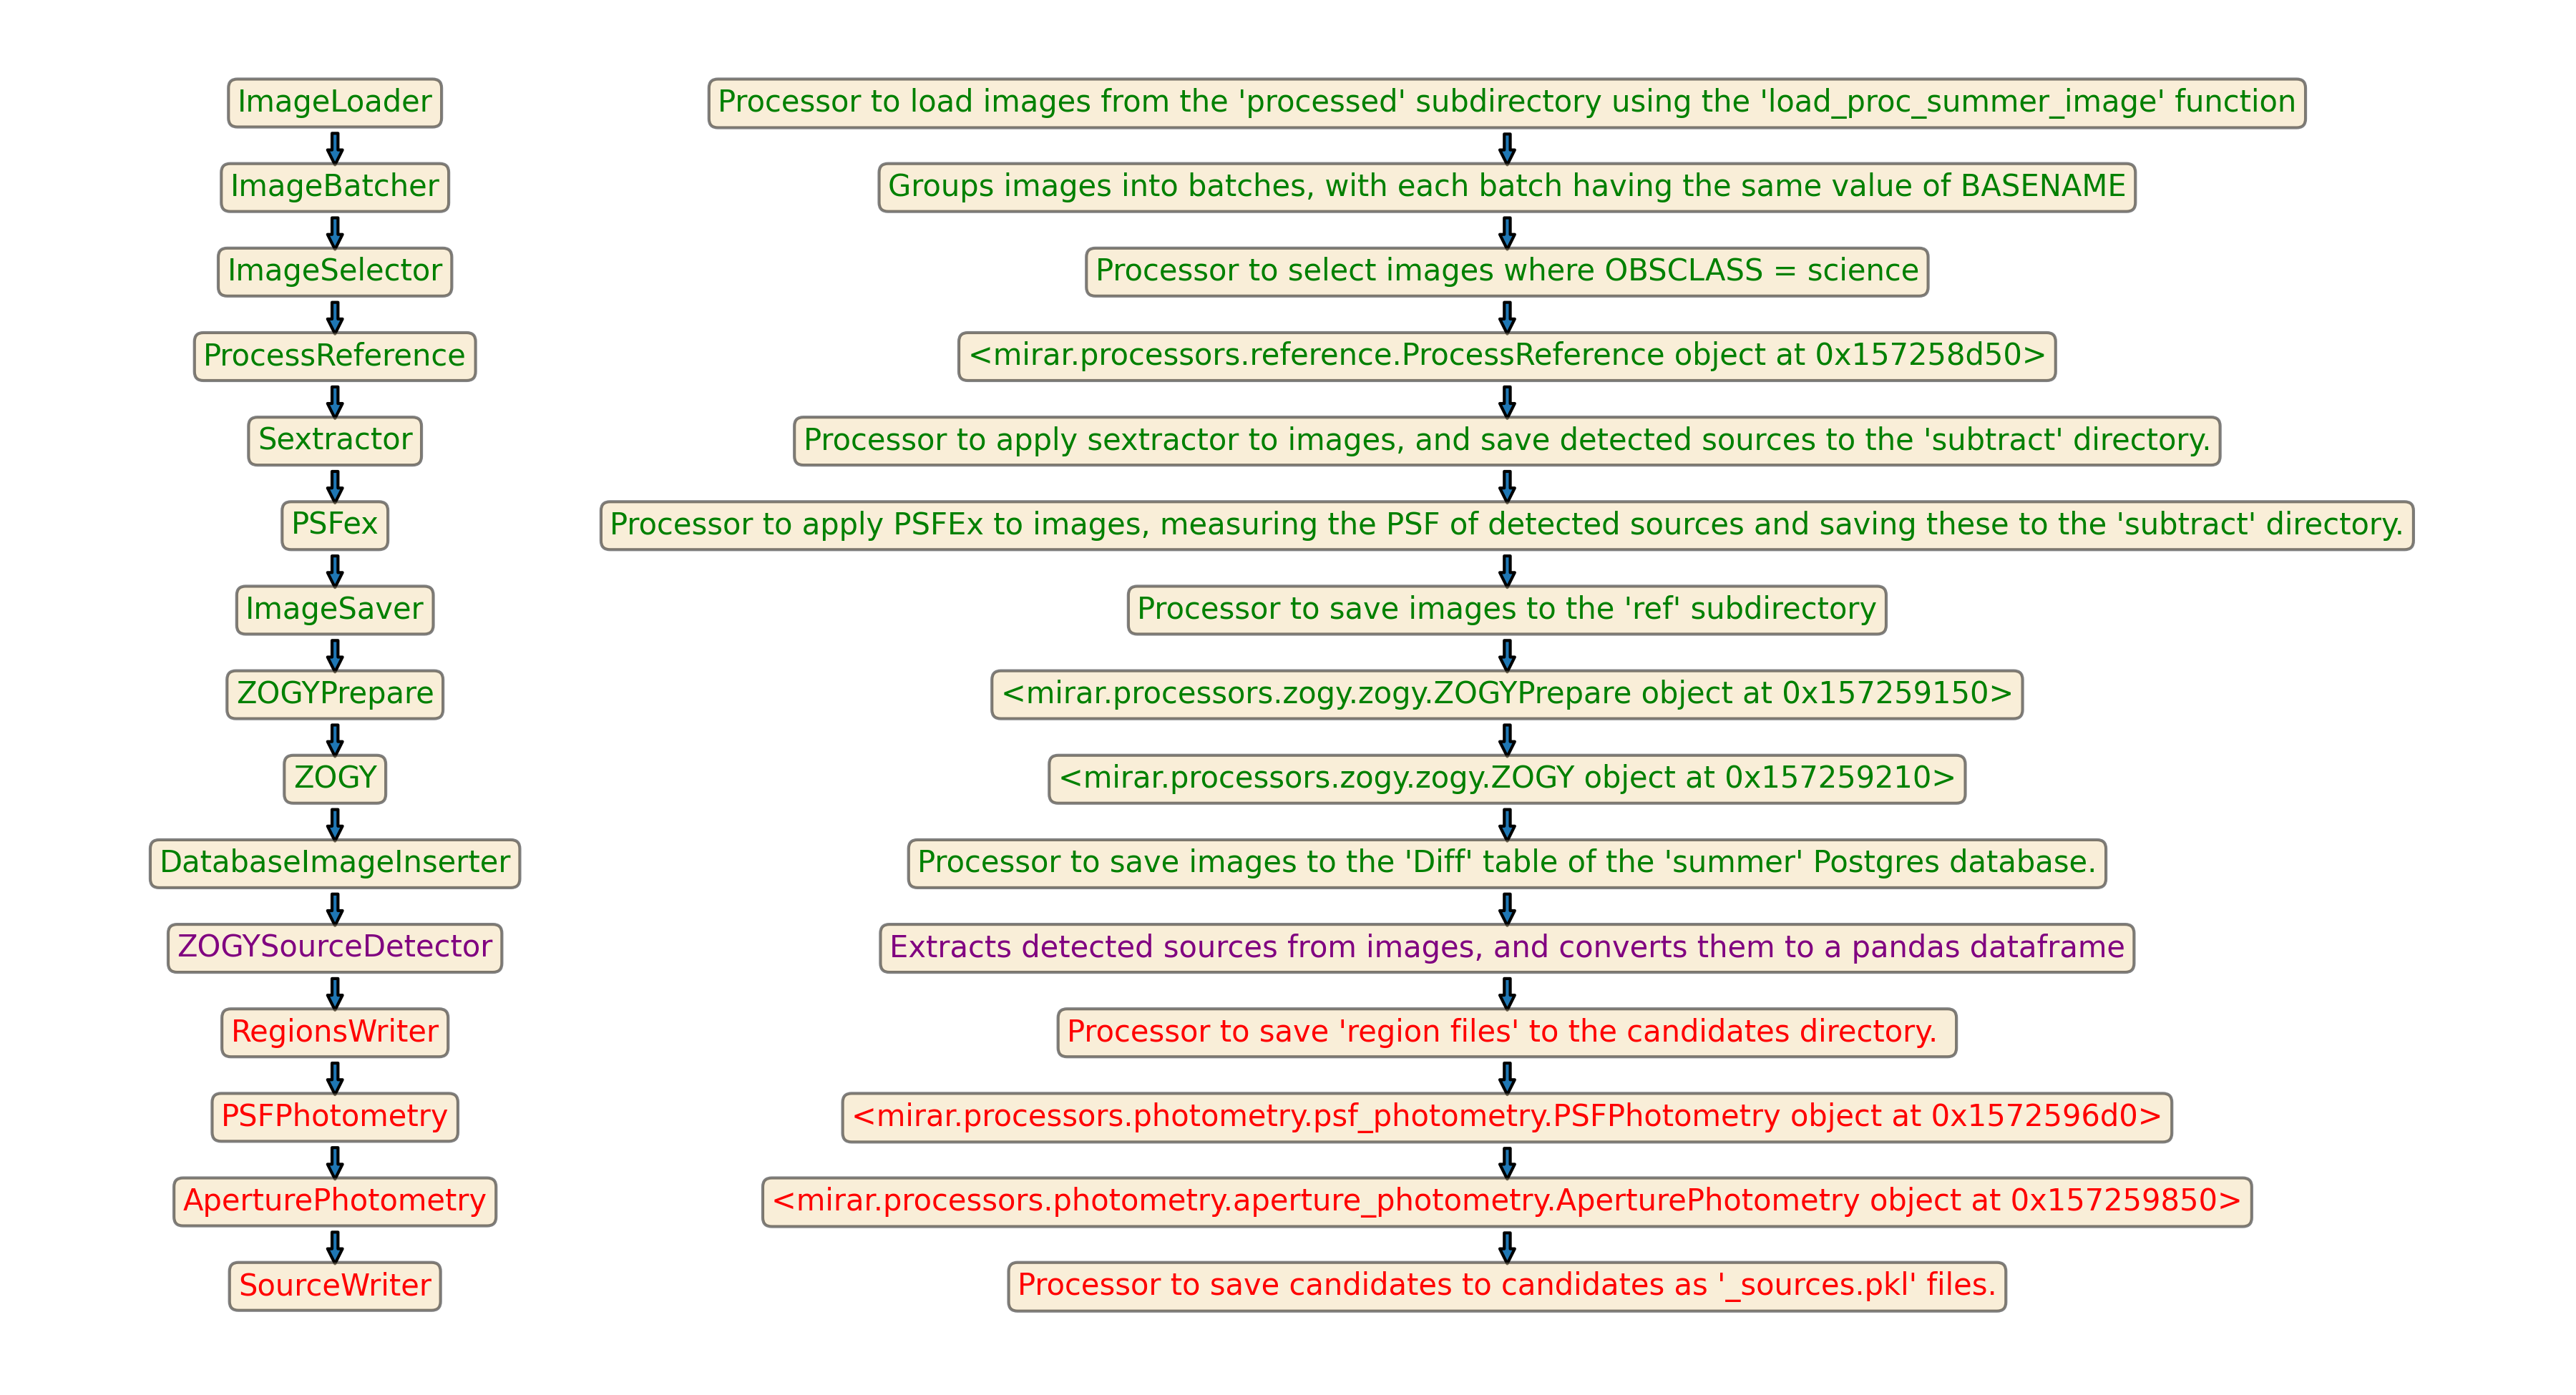 ImageLoader
Processor to load images from the 'processed' subdirectory using the 'load_proc_summer_image' function
ImageBatcher
Groups images into batches, with each batch having the same value of BASENAME
ImageSelector
Processor to select images where OBSCLASS = science
ProcessReference
<mirar.processors.reference.ProcessReference object at 0x157258d50>
Sextractor
Processor to apply sextractor to images, and save detected sources to the 'subtract' directory.
PSFex
Processor to apply PSFEx to images, measuring the PSF of detected sources and saving these to the 'subtract' directory.
ImageSaver
Processor to save images to the 'ref' subdirectory
ZOGYPrepare
<mirar.processors.zogy.zogy.ZOGYPrepare object at 0x157259150>
ZOGY
<mirar.processors.zogy.zogy.ZOGY object at 0x157259210>
DatabaseImageInserter
Processor to save images to the 'Diff' table of the 'summer' Postgres database.
ZOGYSourceDetector
Extracts detected sources from images, and converts them to a pandas dataframe
RegionsWriter
Processor to save 'region files' to the candidates directory.
PSFPhotometry
<mirar.processors.photometry.psf_photometry.PSFPhotometry object at 0x1572596d0>
AperturePhotometry
<mirar.processors.photometry.aperture_photometry.AperturePhotometry object at 0x157259850>
SourceWriter
Processor to save candidates to candidates as '_sources.pkl' files.